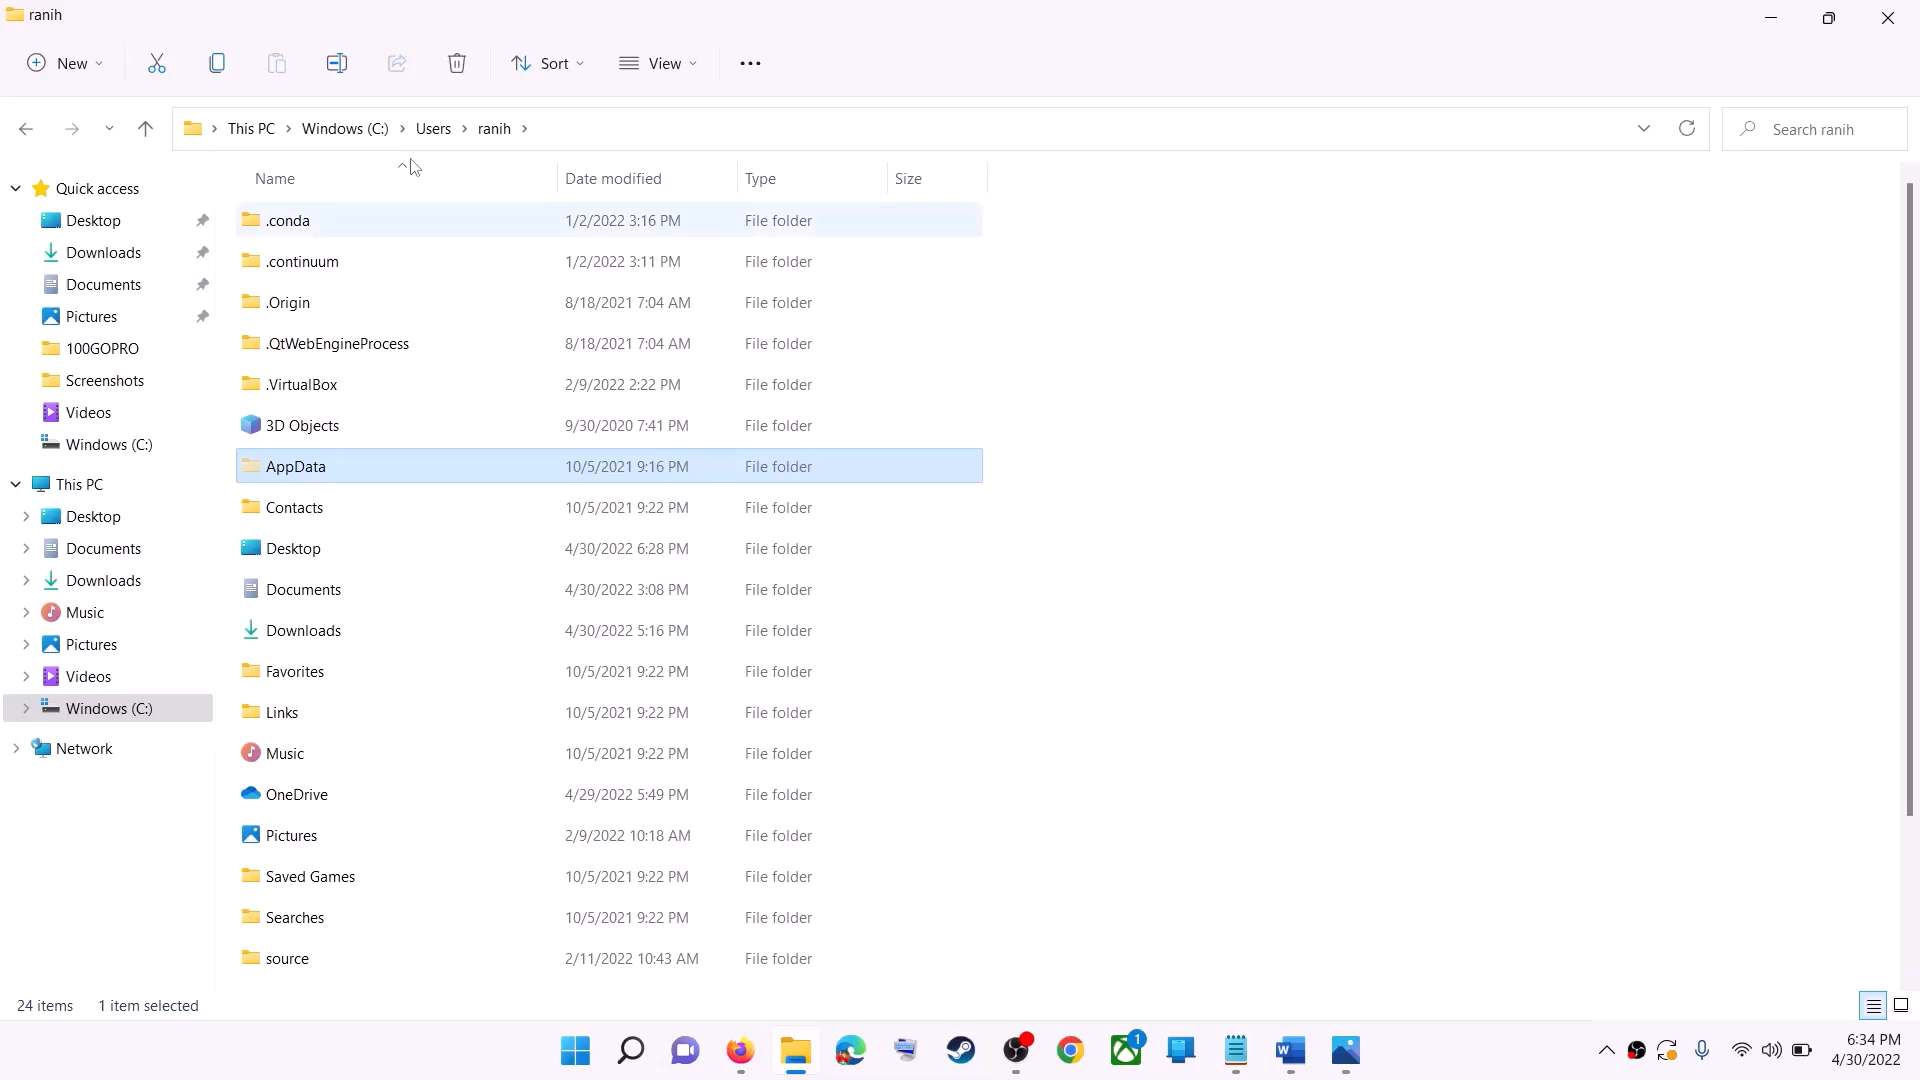 ranih
New
Sort
View
This PC
Windows (C:)
Users
ranih
Search ranih
Name Date modified Type Size
Quick access
Desktop
Downloads
Documents
Pictures
100GOPRO
Screenshots
Videos
Windows (C:)
This PC
Desktop
Documents
Downloads
Music
Pictures
Videos
Windows (C:)
Network
.conda 1/2/2022 3:16 PM File folder
.continuum 1/2/2022 3:11 PM File folder
.Origin 8/18/2021 7:04 AM File folder
.QtWebEngineProcess 8/18/2021 7:04 AM File folder
.VirtualBox 2/9/2022 2:22 PM File folder
3D Objects 9/30/2020 7:41 PM File folder
AppData 10/5/2021 9:16 PM File folder
Contacts 10/5/2021 9:22 PM File folder
Desktop 4/30/2022 6:28 PM File folder
Documents 4/30/2022 3:08 PM File folder
Downloads 4/30/2022 5:16 PM File folder
Favorites 10/5/2021 9:22 PM File folder
Links 10/5/2021 9:22 PM File folder
Music 10/5/2021 9:22 PM File folder
OneDrive 4/29/2022 5:49 PM File folder
Pictures 2/9/2022 10:18 AM File folder
Saved Games 10/5/2021 9:22 PM File folder
Searches 10/5/2021 9:22 PM File folder
source 2/11/2022 10:43 AM File folder
24 items 1 item selected
1
6:34 PM
4/30/2022